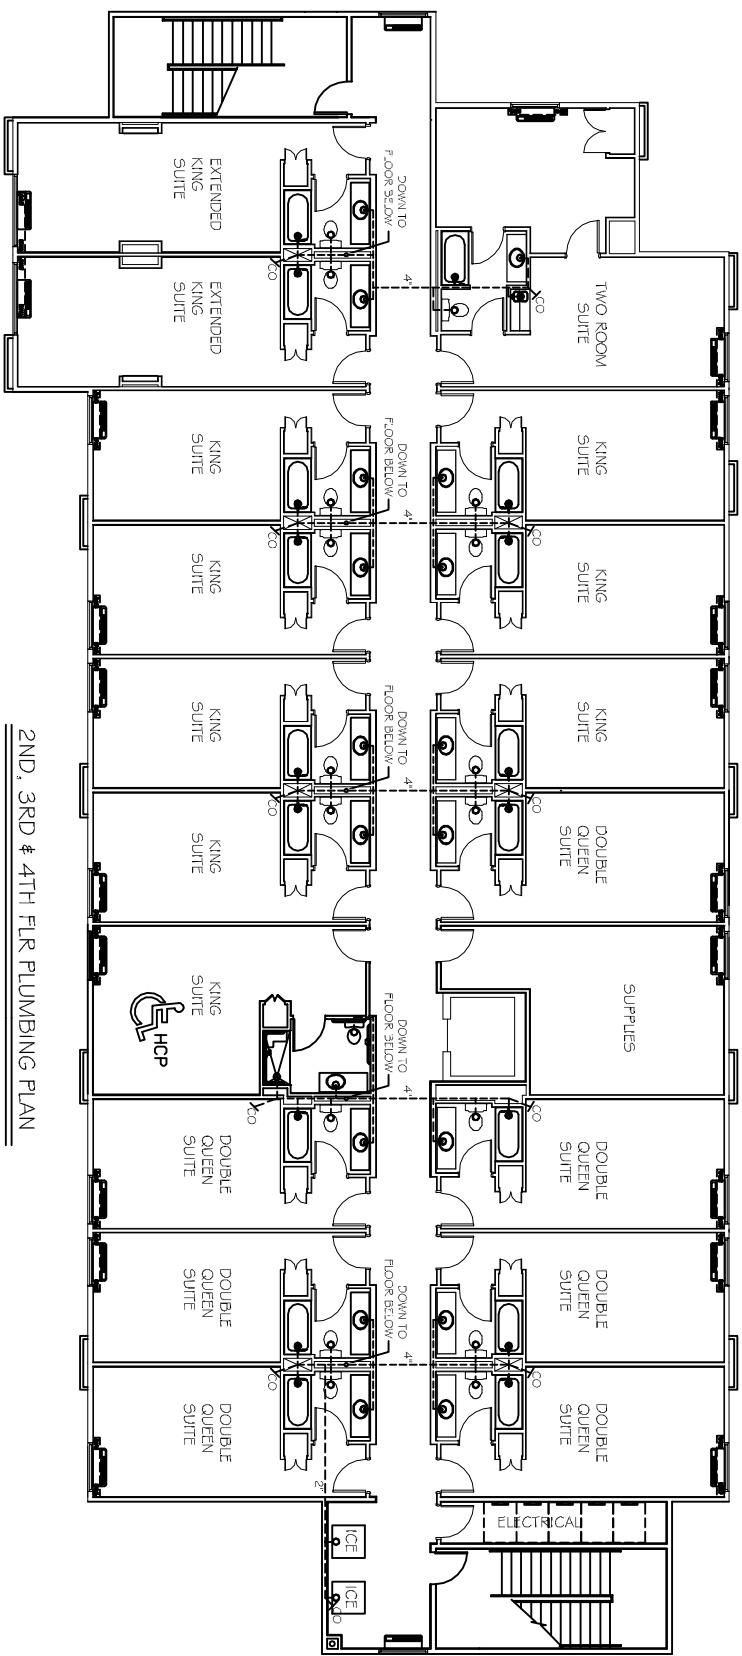 EXTENDED
KING
SUITE
DOWN TO
FLOOR BELOW
CO
4"
CO
EXTENDED
KING
SUITE
TWO ROOM
SUITE
KING
SUITE
DOWN TO
FLOOR BELOW
KING
SUITE
CO
4"
CO
KING
SUITE
KING
SUITE
KING
SUITE
DOWN TO
FLOOR BELOW
KING
SUITE
CO
4"
CO
KING
SUITE
DOUBLE
QUEEN
SUITE
KING
SUITE
HCP
DOWN TO
FLOOR BELOW
SUPPLIES
CO
4"
CO
DOUBLE
QUEEN
SUITE
DOUBLE
QUEEN
SUITE
DOUBLE
QUEEN
SUITE
DOWN TO
FLOOR BELOW
DOUBLE
QUEEN
SUITE
CO
4"
CO
DOUBLE
QUEEN
SUITE
DOUBLE
QUEEN
SUITE
2"
ELECTRICAL
ICE
ICE
CO
2ND, 3RD & 4TH FLR PLUMBING PLAN